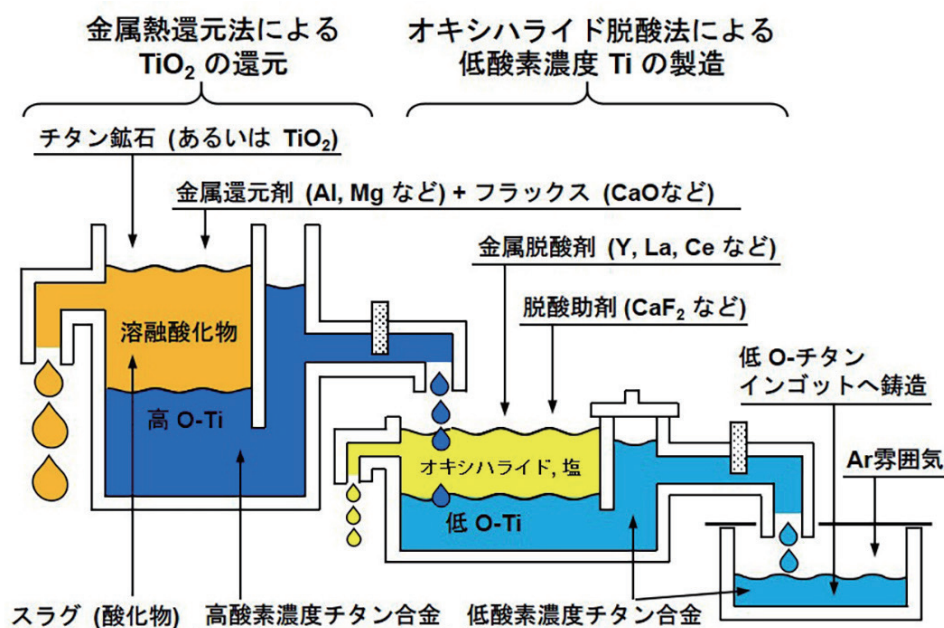 金属熱還元法による
TiO₂ の還元
オキシハライド脱酸法による
低酸素濃度 Ti の製造
チタン鉱石 (あるいは TiO₂)
金属還元剤 (Al, Mg など) + フラックス (CaOなど)
金属脱酸剤 (Y, La, Ce など)
脱酸助剤 (CaF₂ など)
溶融酸化物
高 O-Ti
オキシハライド, 塩
低 O-Ti
低 O-チタン
インゴットへ鋳造
Ar雰囲気
スラグ (酸化物)
高酸素濃度チタン合金
低酸素濃度チタン合金